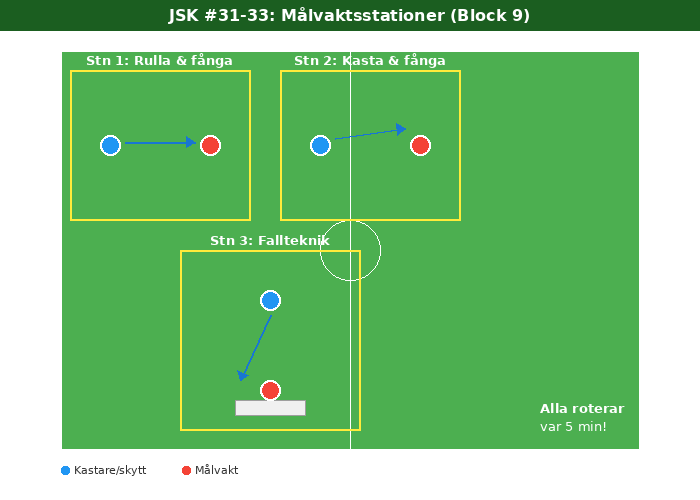 JSK #31-33: Målvaktsstationer (Block 9)
Stn 1: Rulla & fånga
Stn 2: Kasta & fånga
Stn 3: Fallteknik
Alla roterar
var 5 min!
Kastare/skytt
Målvakt